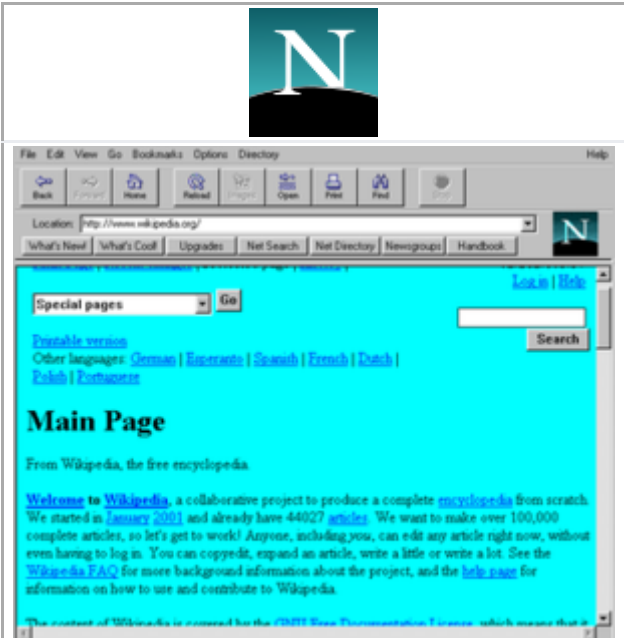 N
File Edit View Go Bookmarks Options Directory Help
Back Forward Home Reload Images Open Print Find Stop
Location: http://www.wikipedia.org/
N
What's New! What's Cool! Upgrades Net Search Net Directory Newsgroups Handbook
Log in | Help
Special pages Go
Search
Printable version
Other languages: German | Esperanto | Spanish | French | Dutch |
Polish | Portuguese
Main Page
From Wikipedia, the free encyclopedia.
Welcome to Wikipedia, a collaborative project to produce a complete encyclopedia from scratch.
We started in January 2001 and already have 44027 articles. We want to make over 100,000
complete articles, so let's get to work! Anyone, including you, can edit any article right now, without
even having to log in. You can copyedit, expand an article, write a little or write a lot. See the
Wikipedia FAQ for more background information about the project, and the help page for
information on how to use and contribute to Wikipedia.
The content of Wikipedia is covered by the GNU Free Documentation License, which means that it